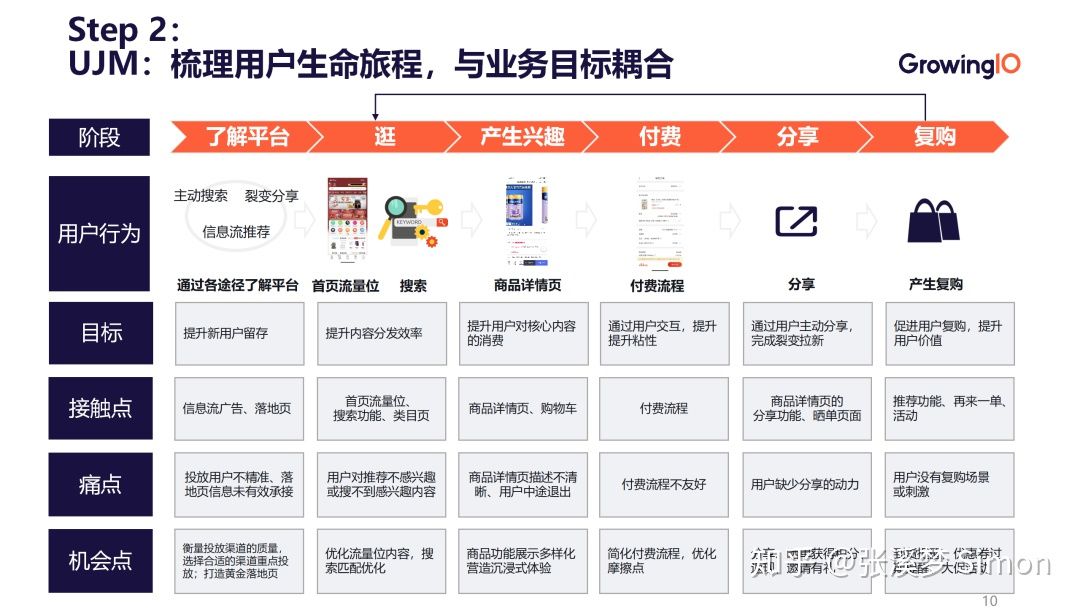 Step 2：
UJM：梳理用户生命旅程，与业务目标耦合
GrowingIO
阶段
了解平台
逛
产生兴趣
付费
分享
复购
用户行为
主动搜索
裂变分享
信息流推荐
KEYWORD
通过各途径了解平台
首页流量位
搜索
商品详情页
付费流程
分享
产生复购
目标
提升新用户留存
提升内容分发效率
提升用户对核心内容
的消费
通过用户交互，提升
提升粘性
通过用户主动分享，
完成裂变拉新
促进用户复购，提升
用户价值
接触点
信息流广告、落地页
首页流量位、
搜索功能、类目页
商品详情页、购物车
付费流程
商品详情页的
分享功能、晒单页面
推荐功能、再来一单、
活动
痛点
投放用户不精准、落
地页信息未有效承接
用户对推荐不感兴趣
或搜不到感兴趣内容
商品详情页描述不清
晰、用户中途退出
付费流程不友好
用户缺少分享的动力
用户没有复购场景
或刺激
机会点
衡量投放渠道的质量，
选择合适的渠道重点投
放；打造黄金落地页
优化流量位内容，搜
索匹配优化
商品功能展示多样化
营造沉浸式体验
简化付费流程，优化
摩擦点
获得积分
邀请有礼
优惠券过
大促
知乎 @张溪梦 Simon
10